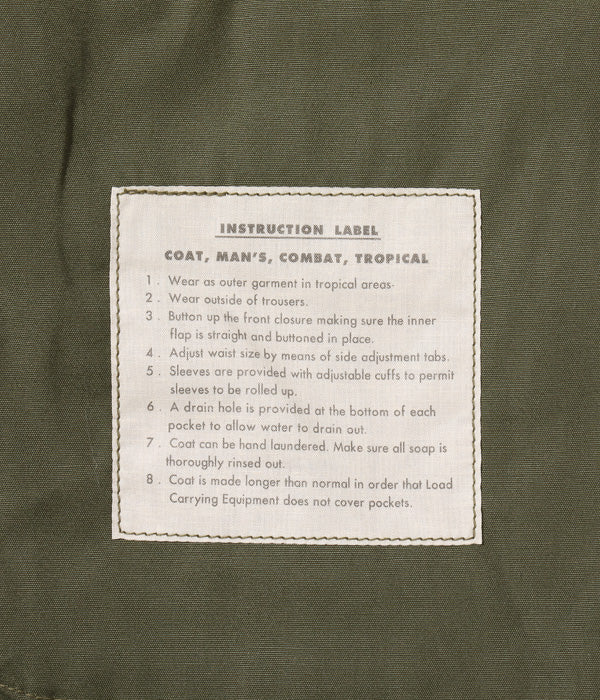 INSTRUCTION LABEL
COAT, MAN'S, COMBAT, TROPICAL
1 . Wear as outer garment in tropical areas-
2 . Wear outside of trousers.
3 . Button up the front closure making sure the inner
flap is straight and buttoned in place.
4 . Adjust waist size by means of side adjustment tabs.
5 . Sleeves are provided with adjustable cuffs to permit
sleeves to be rolled up.
6 . A drain hole is provided at the bottom of each
pocket to allow water to drain out.
7 . Coat can be hand laundered. Make sure all soap is
thoroughly rinsed out.
8 . Coat is made longer than normal in order that Load
Carrying Equipment does not cover pockets.